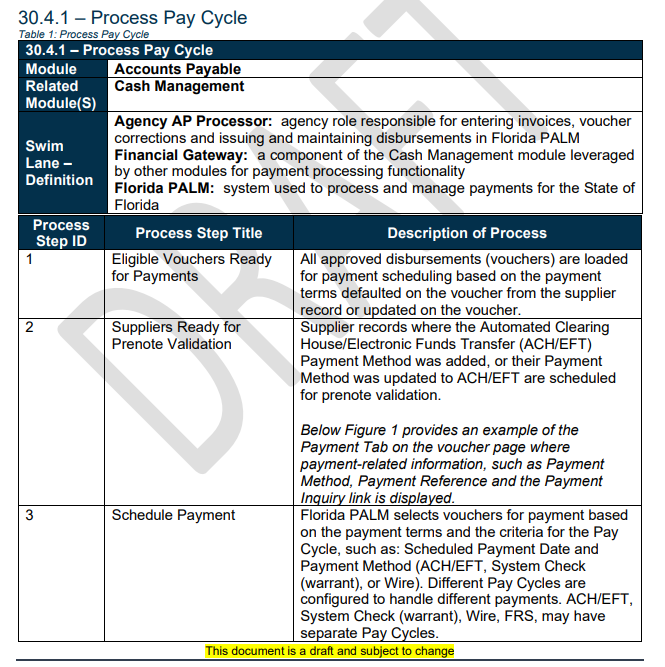 30.4.1 – Process Pay Cycle
Table 1: Process Pay Cycle
30.4.1 – Process Pay Cycle
Module
Accounts Payable
Related
Module(S)
Cash Management
Swim
Lane –
Definition
Agency AP Processor: agency role responsible for entering invoices, voucher
corrections and issuing and maintaining disbursements in Florida PALM
Financial Gateway: component of the Cash Management module leveraged
by other modules for payment processing functionality
Florida PALM: system used to process and manage payments for the State of
Florida
Process
Step ID
Process Step Title
Description of Process
1
Eligible Vouchers Ready
for Payments
All approved disbursements (vouchers) are loaded
for payment scheduling based on the payment
terms defaulted on the voucher from the supplier
record or updated on the voucher.
2
Suppliers Ready for
Prenote Validation
Supplier records where the Automated Clearing
House/Electronic Funds Transfer (ACH/EFT)
Payment Method was added, or their Payment
Method was updated to ACH/EFT are scheduled
for prenote validation.
Below Figure 1 provides an example of the
Payment Tab on the voucher page where
payment-related information, such as Payment
Method, Payment Reference and the Payment
Inquiry link is displayed.
3
Schedule Payment
Florida PALM selects vouchers for payment based
on the payment terms and the criteria for the Pay
Cycle, such as: Scheduled Payment Date and
Payment Method (ACH/EFT, System Check
(warrant), or Wire). Different Pay Cycles are
configured to handle different payments. ACH/EFT,
System Check (warrant), Wire, FRS, may have
separate Pay Cycles.
This document is a draft and subject to change
DRAFT